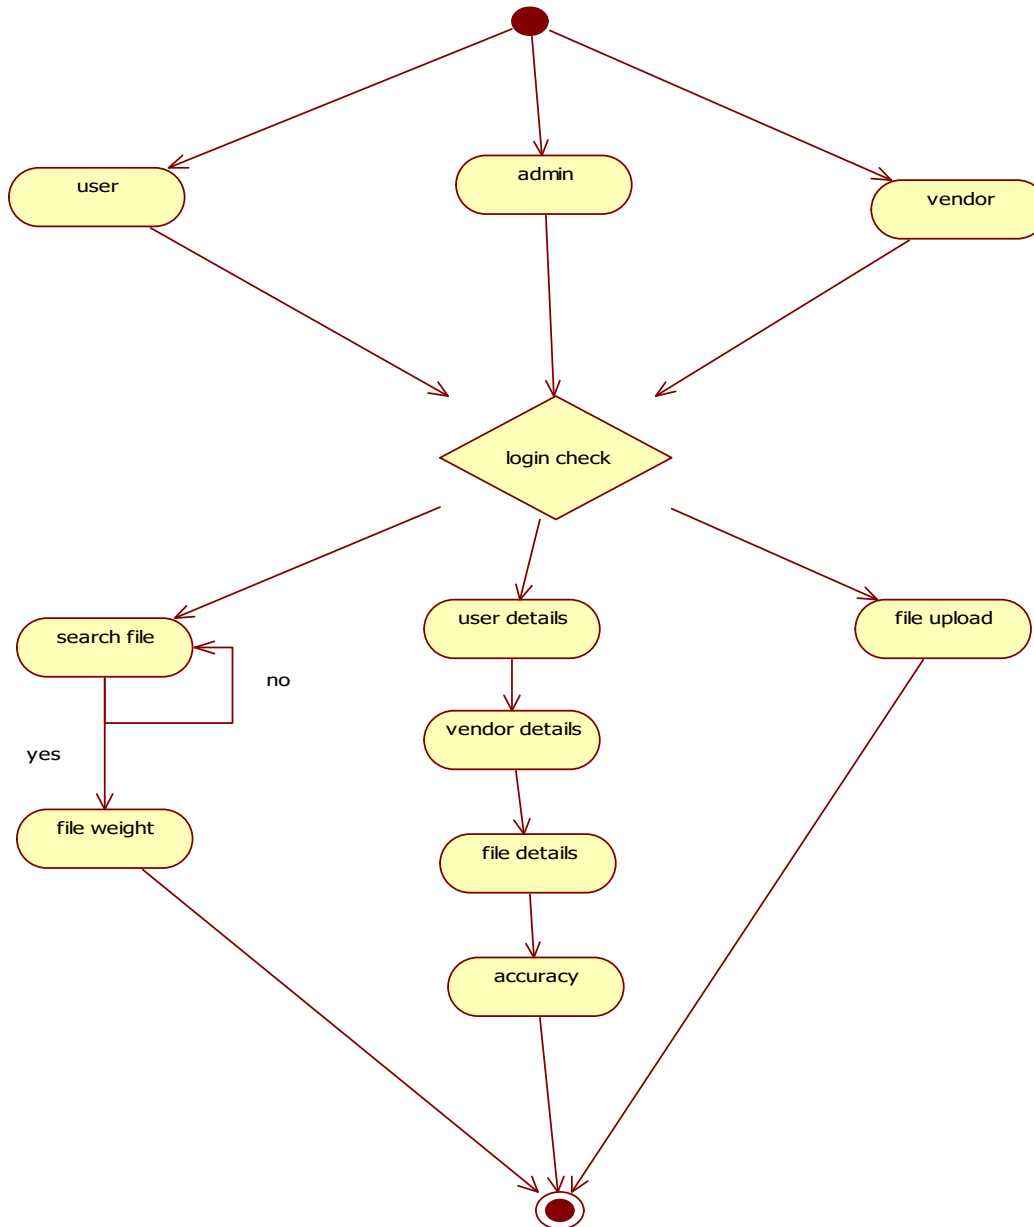 user
admin
vendor
login check
search file
user details
file upload
no
vendor details
yes
file weight
file details
accuracy